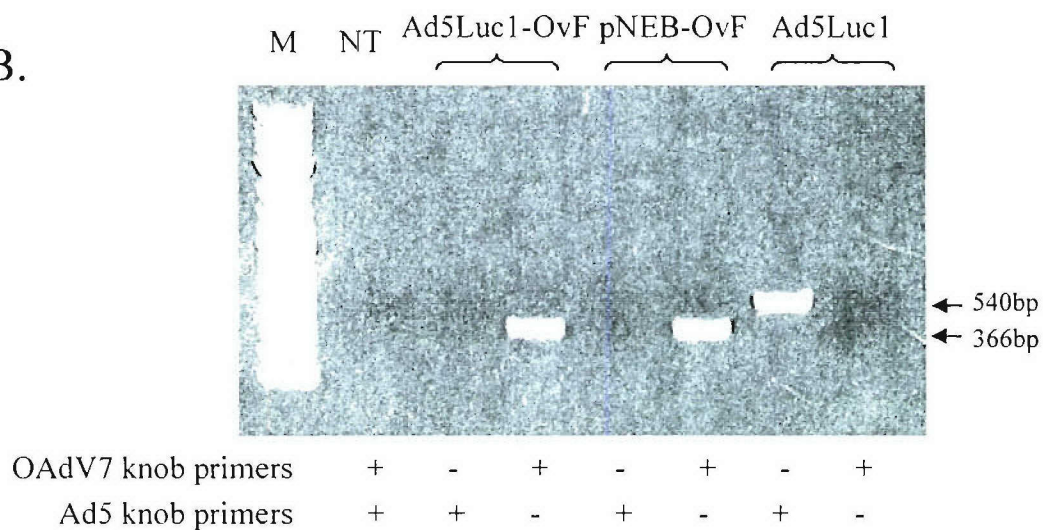 B.
M NT Ad5Luc1-OvF pNEB-OvF Ad5Luc1
540bp
366bp
OAdV7 knob primers + - + - + - +
Ad5 knob primers + + - + - + -